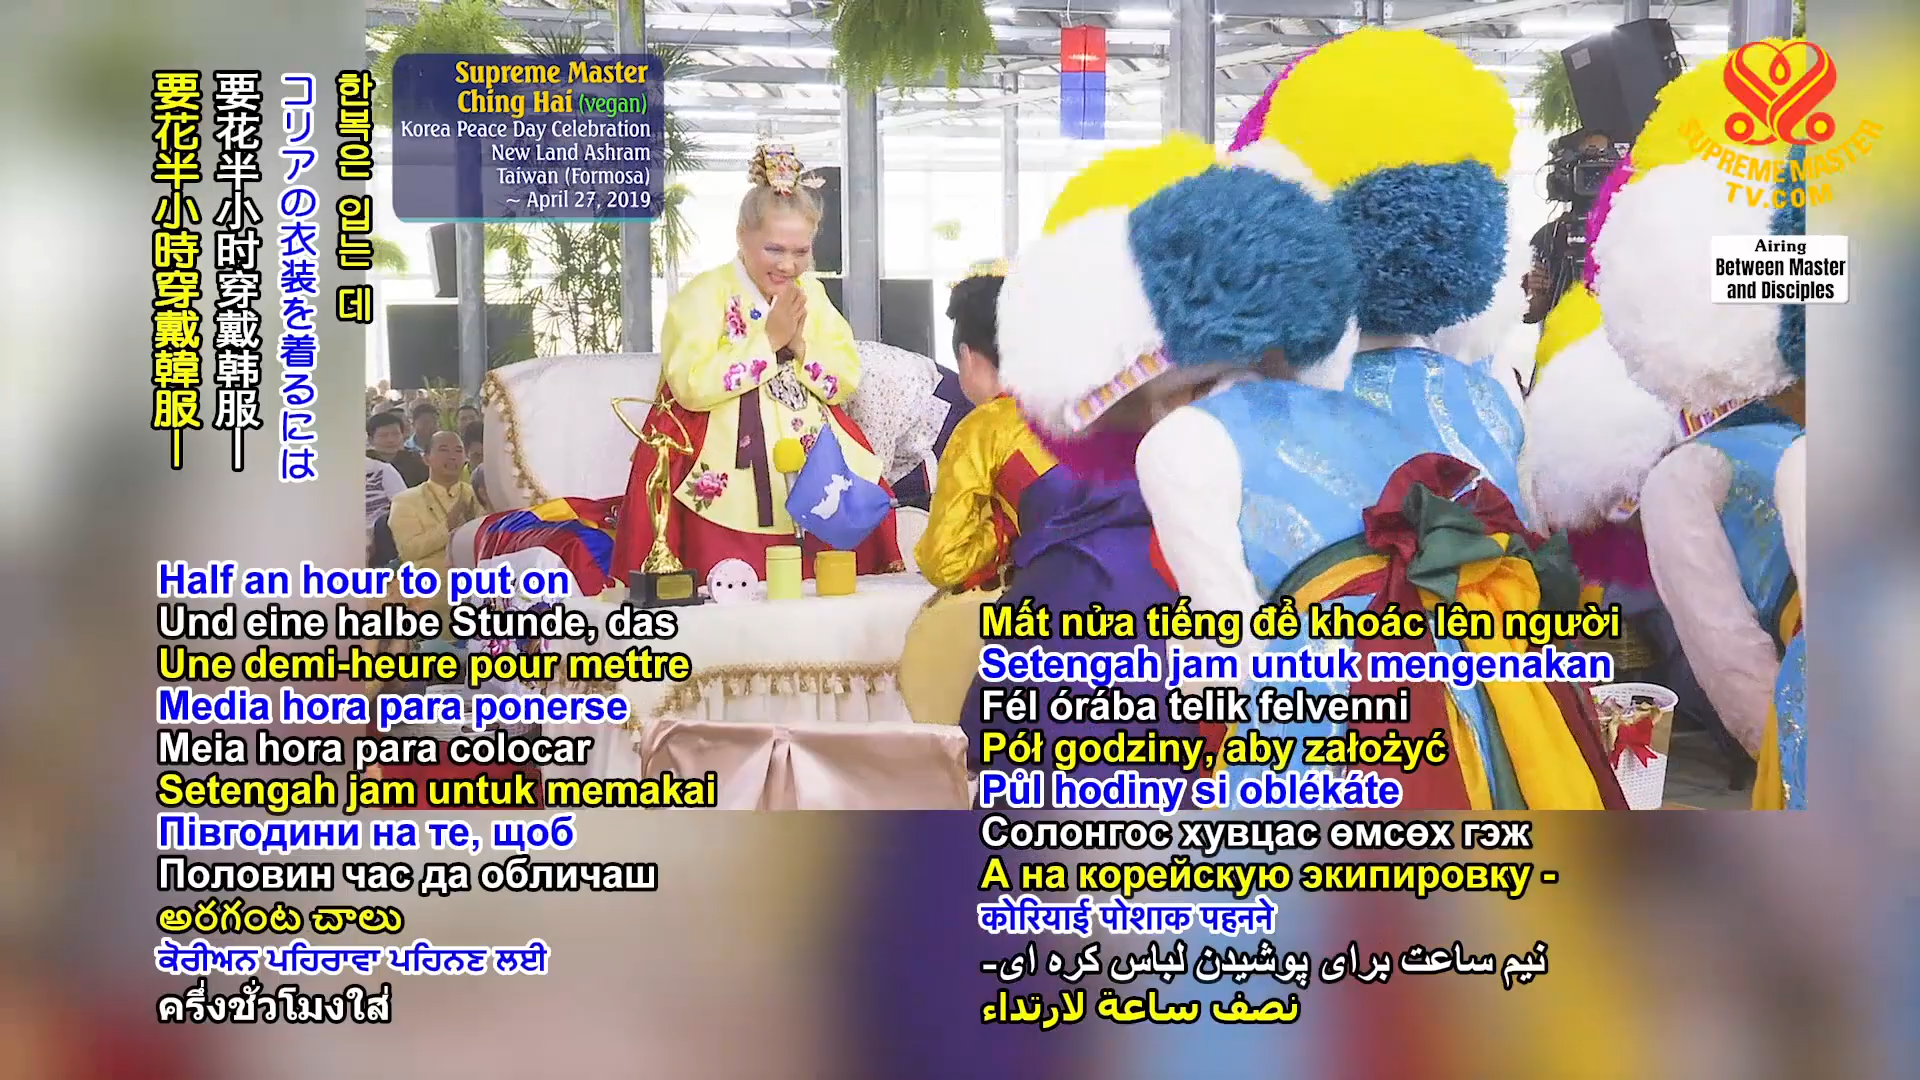 Supreme Master
Ching Hai (vegan)
Korea Peace Day Celebration
New Land Ashram
Taiwan (Formosa)
~ April 27, 2019
SUPREME MASTER
TV.COM
Airing
Between Master
and Disciples
한복은 입는 데
コリアの衣装を着るには
要花半小时穿戴韩服—
要花半小時穿戴韓服—
Half an hour to put on
Und eine halbe Stunde, das
Une demi-heure pour mettre
Media hora para ponerse
Meia hora para colocar
Setengah jam untuk memakai
Півгодини на те, щоб
Половин час да обличаш
అరగంట చాలు
ਕੋਰੀਅਨ ਪਹਿਰਾਵਾ ਪਹਿਨਣ ਲਈ
ครึ่งชั่วโมงใส่
Mất nửa tiếng để khoác lên người
Setengah jam untuk mengenakan
Fél órába telik felvenni
Pół godziny, aby założyć
Půl hodiny si oblékáte
Солонгос хувцас өмсөх гэж
А на корейскую экипировку -
कोरियाई पोशाक पहनने
نیم ساعت برای پوشیدن لباس کره ای-
نصف ساعة لارتداء